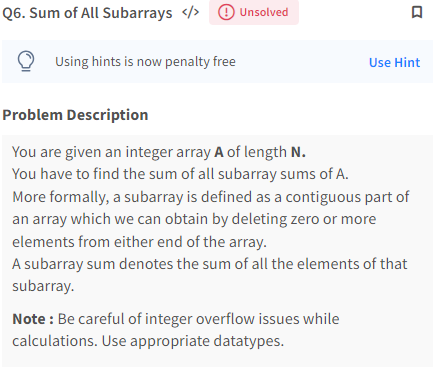 Q6. Sum of All Subarrays </> Unsolved
Using hints is now penalty free Use Hint
Problem Description
You are given an integer array A of length N.
You have to find the sum of all subarray sums of A.
More formally, a subarray is defined as a contiguous part of
an array which we can obtain by deleting zero or more
elements from either end of the array.
A subarray sum denotes the sum of all the elements of that
subarray.
Note : Be careful of integer overflow issues while
calculations. Use appropriate datatypes.